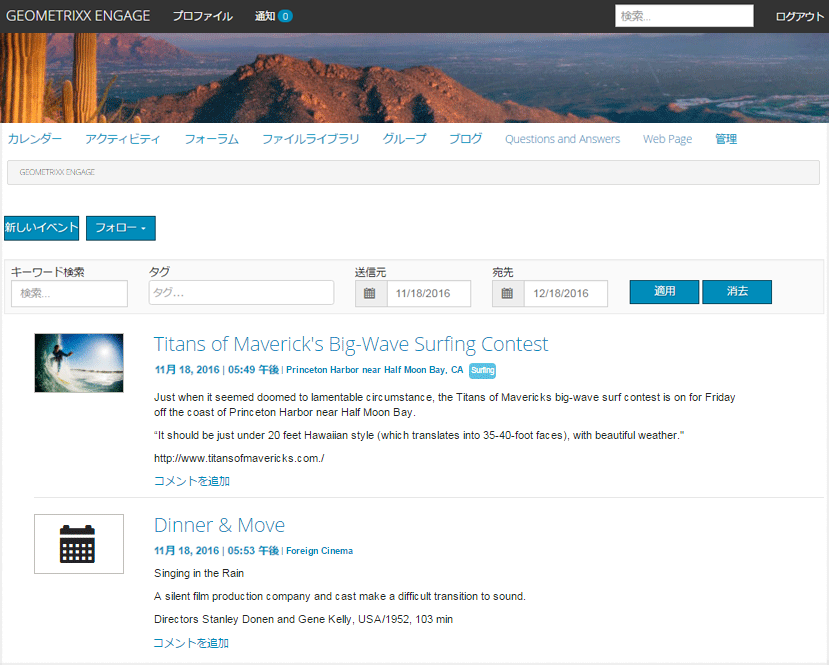 GEOMETRIXX ENGAGE プロファイル 通知 0 検索... ログアウト
カレンダー アクティビティ フォーラム ファイルライブラリ グループ ブログ Questions and Answers Web Page 管理
GEOMETRIXX ENGAGE
新しいイベント フォロー
キーワード検索 タグ 送信元 宛先
検索... タグ... 11/18/2016 12/18/2016 適用 消去
Titans of Maverick's Big-Wave Surfing Contest
11月 18, 2016 | 05:49 午後 | Princeton Harbor near Half Moon Bay, CA Surfing
Just when it seemed doomed to lamentable circumstance, the Titans of Mavericks big-wave surf contest is on for Friday
off the coast of Princeton Harbor near Half Moon Bay.
“It should be just under 20 feet Hawaiian style (which translates into 35-40-foot faces), with beautiful weather."
http://www.titansofmavericks.com./
コメントを追加
Dinner & Move
11月 18, 2016 | 05:53 午後 | Foreign Cinema
Singing in the Rain
A silent film production company and cast make a difficult transition to sound.
Directors Stanley Donen and Gene Kelly, USA/1952, 103 min
コメントを追加